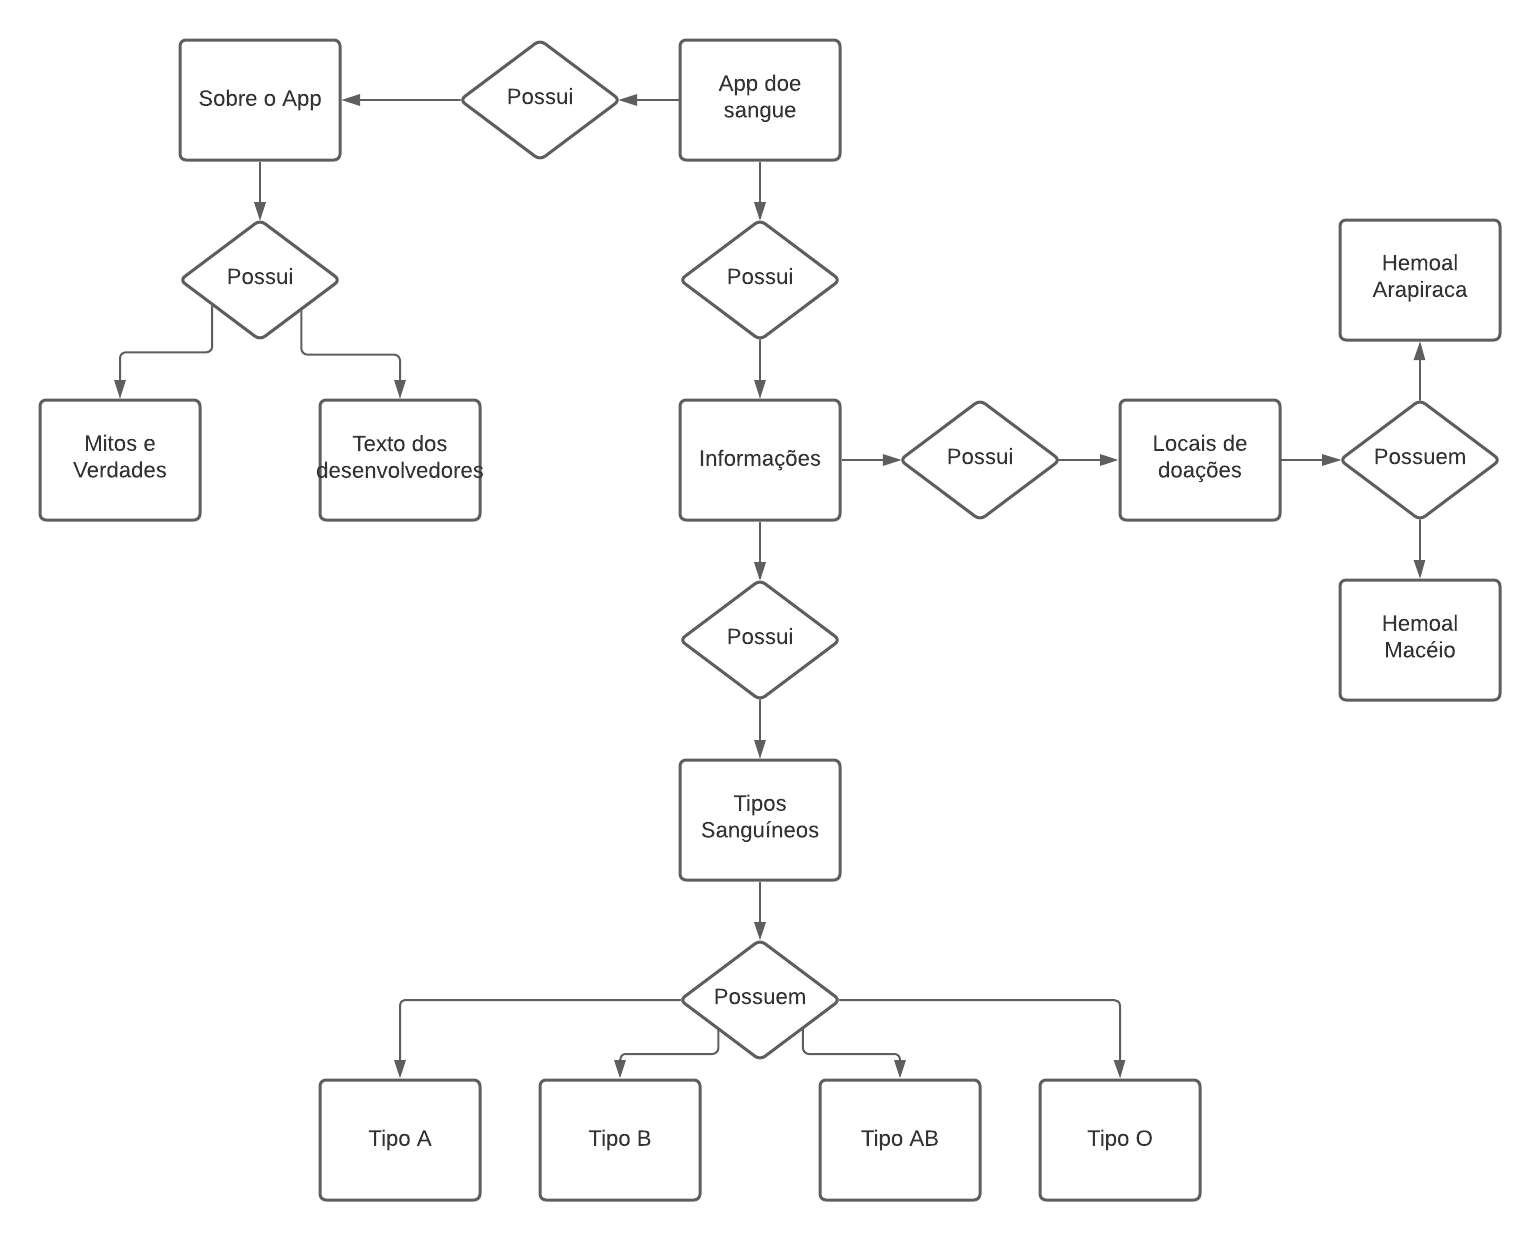 Sobre o App
Possui
App doe
sangue
Possui
Possui
Hemoal
Arapiraca
Mitos e
Verdades
Texto dos
desenvolvedores
Informações
Possui
Locais de
doações
Possuem
Possui
Hemoal
Macéio
Tipos
Sanguíneos
Possuem
Tipo A
Tipo B
Tipo AB
Tipo O